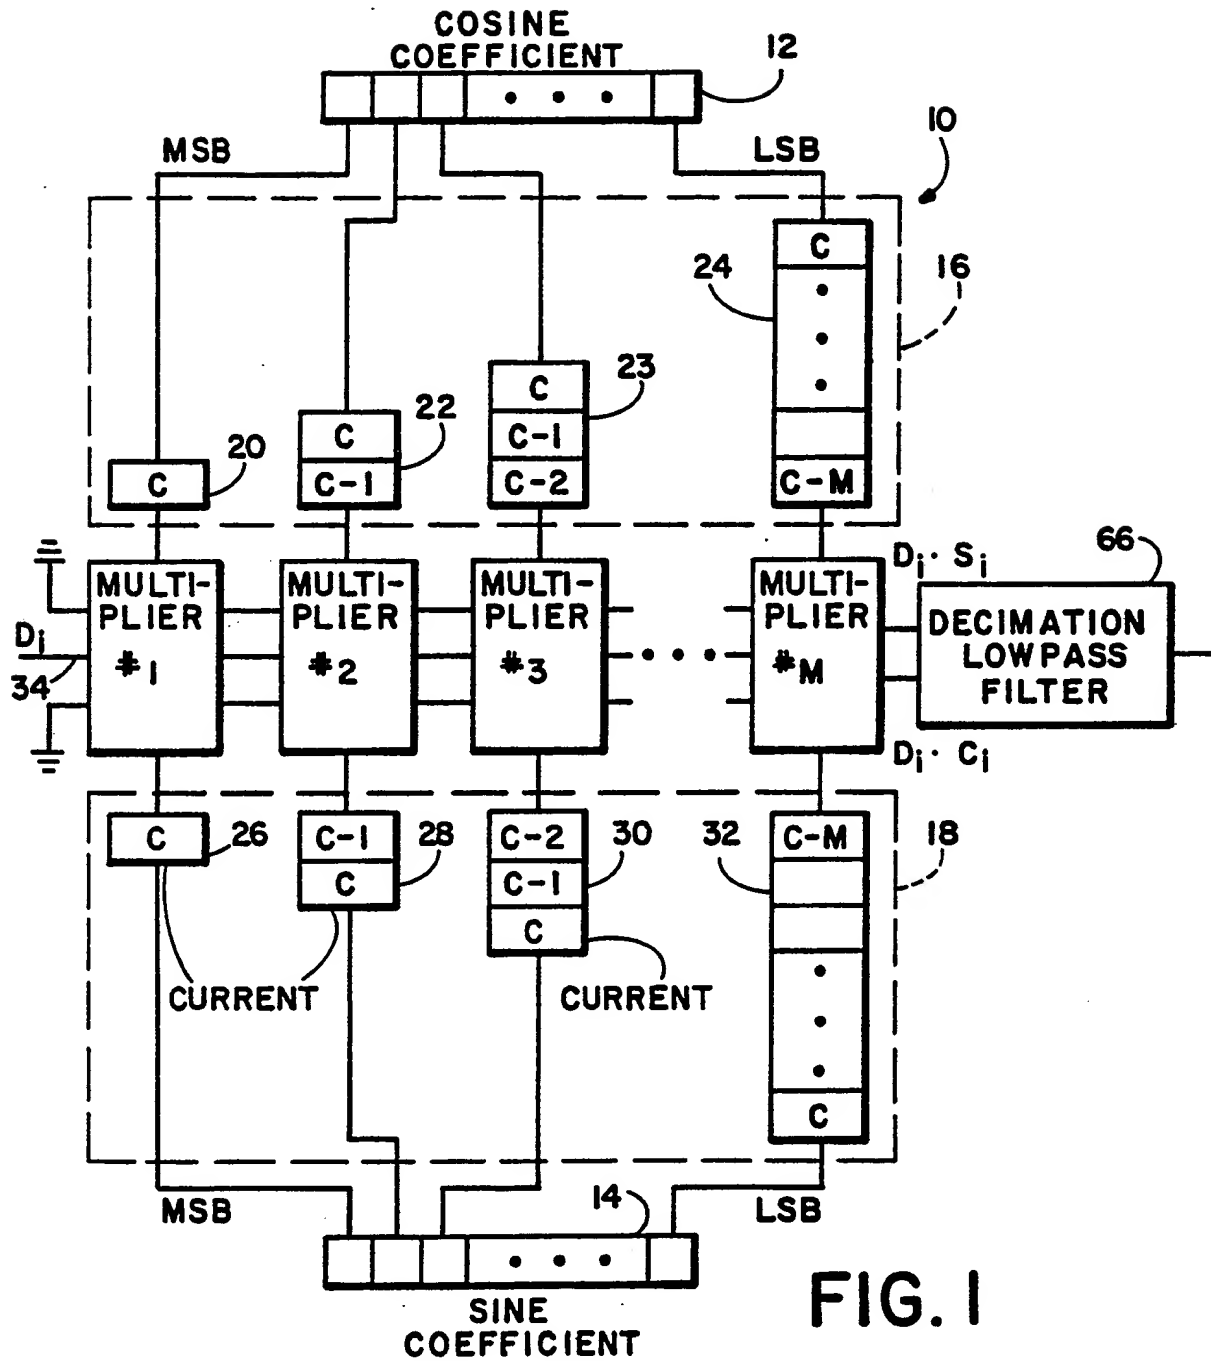 COSINE
COEFFICIENT
12
10
MSB
LSB
C
24
16
C
23
C-1
C-2
22
C
C-1
20
C
C-M
Dᵢ · Sᵢ
66
MULTI-
PLIER
#1
MULTI-
PLIER
#2
MULTI-
PLIER
#3
MULTI-
PLIER
#M
DECIMATION
LOWPASS
FILTER
Dᵢ
34
Dᵢ · Cᵢ
C
26
C-1
C
28
C-2
C-1
C
30
32
C-M
C
18
CURRENT
CURRENT
MSB
14
LSB
SINE
COEFFICIENT
FIG. 1